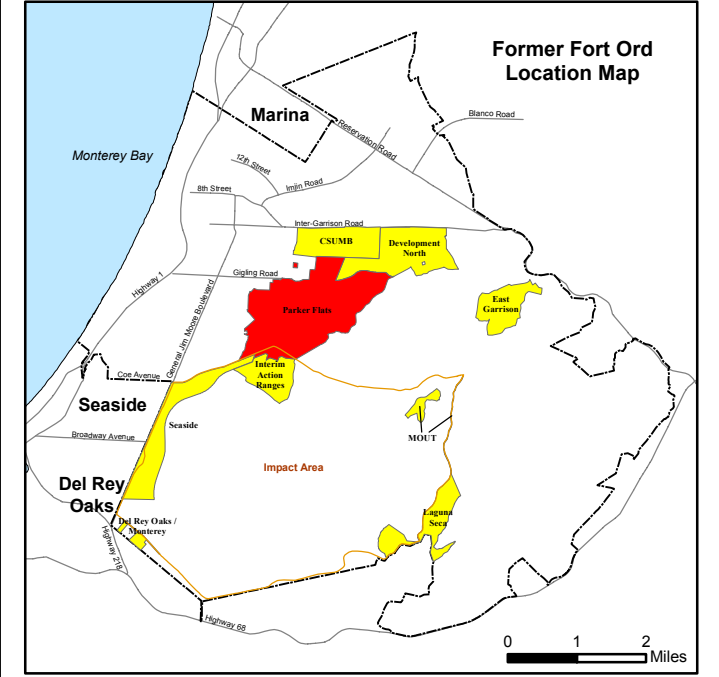 Former Fort Ord
Location Map
Marina
Blanco Road
Reservation Road
Monterey Bay
12th Street
Imjin Road
8th Street
Inter-Garrison Road
CSUMB
Development
North
Gigling Road
Highway 1
East
Garrison
Parker Flats
General Jim Moore Boulevard
Interim
Action
Ranges
Coe Avenue
Seaside
Seaside
MOUT
Broadway Avenue
Impact Area
Del Rey
Oaks
Laguna
Seca
Del Rey Oaks /
Monterey
Highway 218
Highway 68
0 1 2
Miles